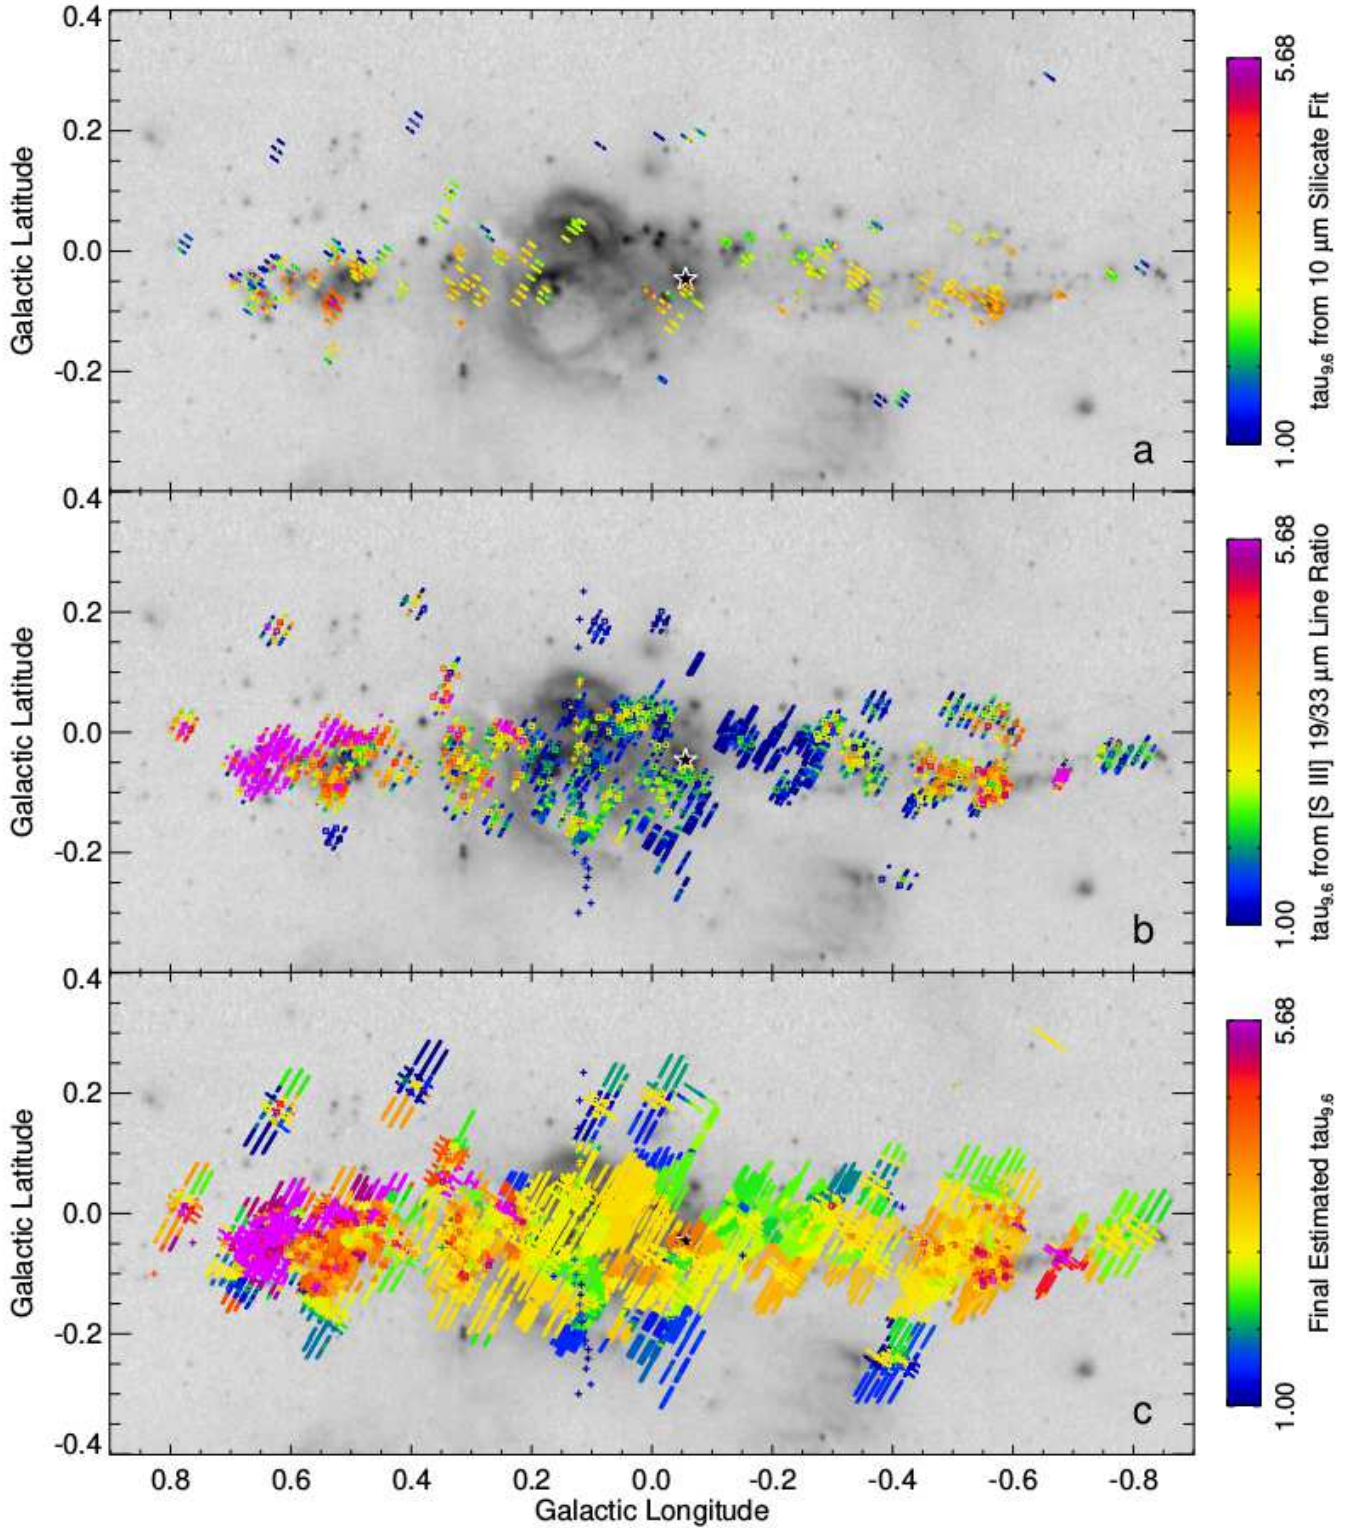 0.4
0.2
0.0
-0.2
Galactic Latitude
a
5.68
1.00
tau9.6 from 10 μm Silicate Fit
0.4
0.2
0.0
-0.2
Galactic Latitude
b
5.68
1.00
tau9.6 from [S III] 19/33 μm Line Ratio
0.4
0.2
0.0
-0.2
-0.4
Galactic Latitude
c
5.68
1.00
Final Estimated tau9.6
0.8 0.6 0.4 0.2 0.0 -0.2 -0.4 -0.6 -0.8
Galactic Longitude